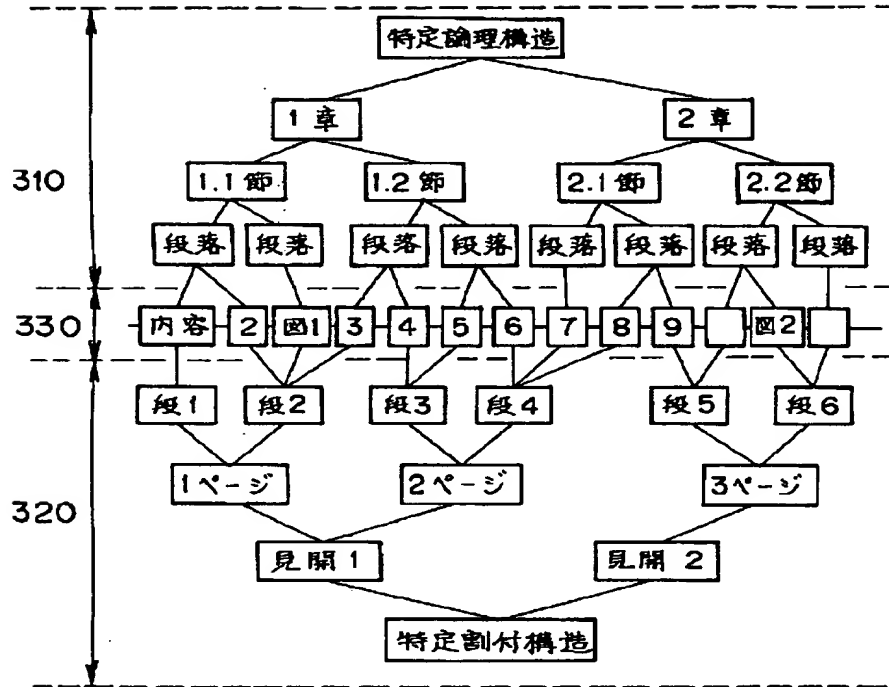 特定論理構造
1章 2章
310
1.1節 1.2節 2.1節 2.2節
段落 段落 段落 段落 段落 段落 段落 段落
330 内容 2 図1 3 4 5 6 7 8 9 図2
段1 段2 段3 段4 段5 段6
1ページ 2ページ 3ページ
320
見開1 見開2
特定割付構造